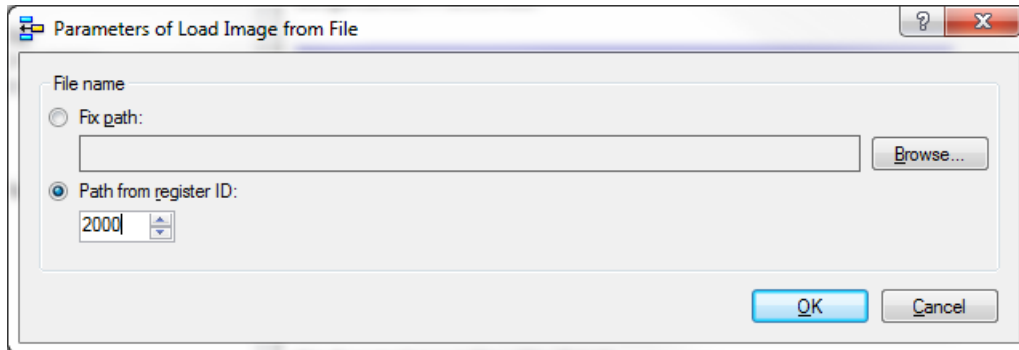 Parameters of Load Image from File
File name
Fix path:
Browse...
Path from register ID:
2000
OK
Cancel